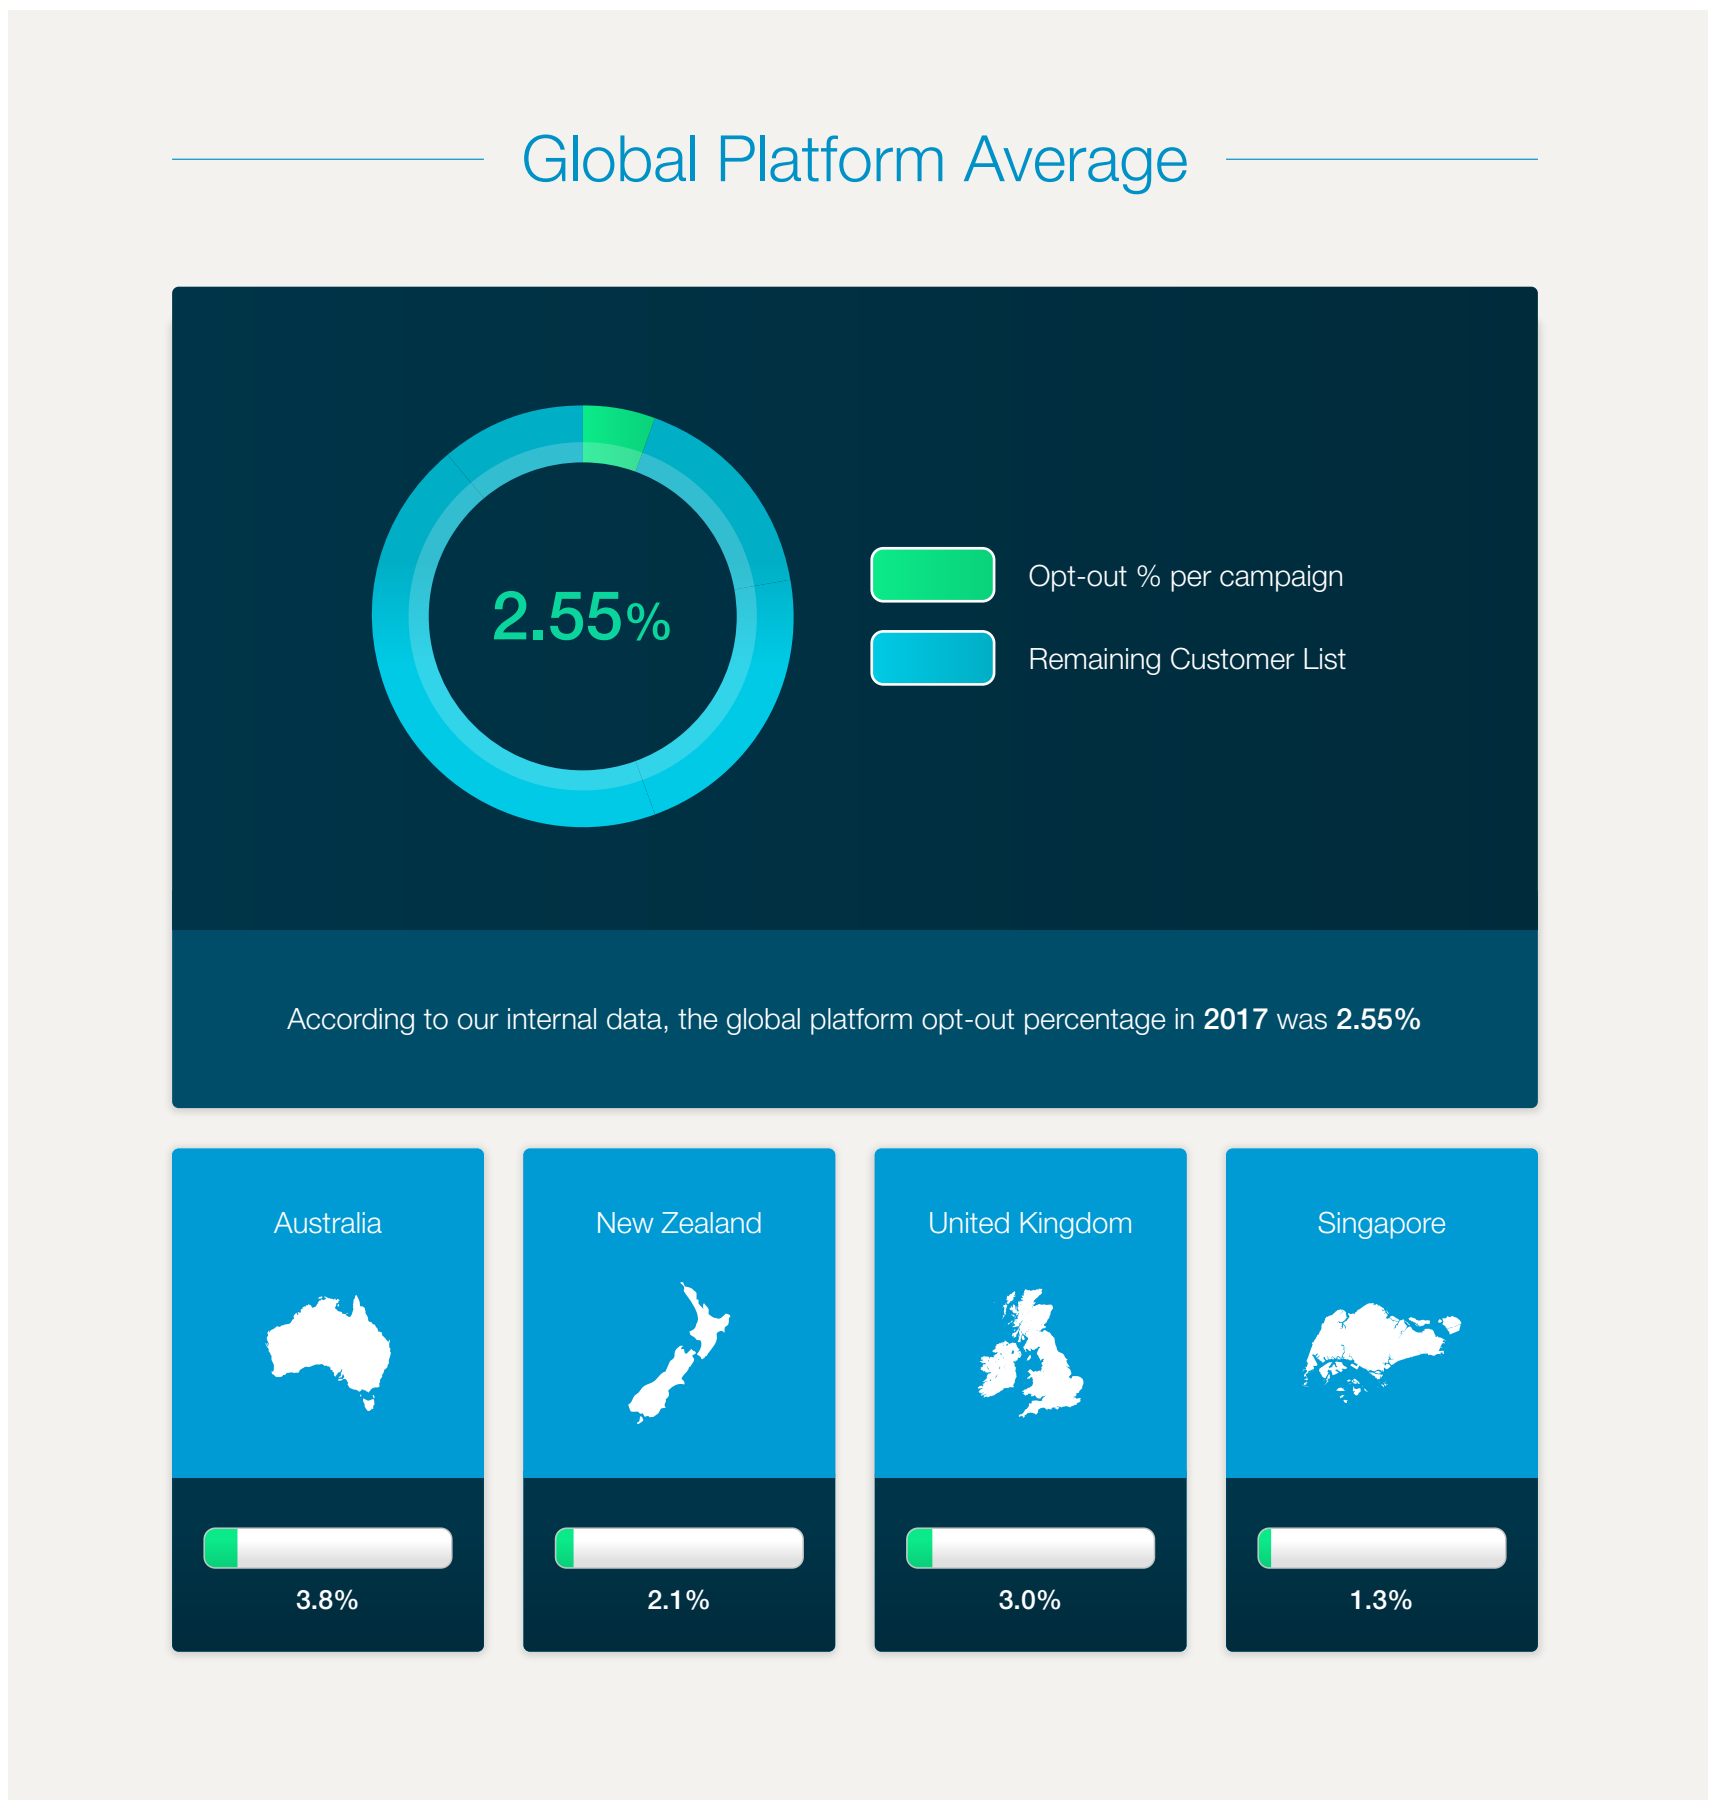 Global Platform Average
2.55%
Opt-out % per campaign
Remaining Customer List
According to our internal data, the global platform opt-out percentage in 2017 was 2.55%
Australia
3.8%
New Zealand
2.1%
United Kingdom
3.0%
Singapore
1.3%